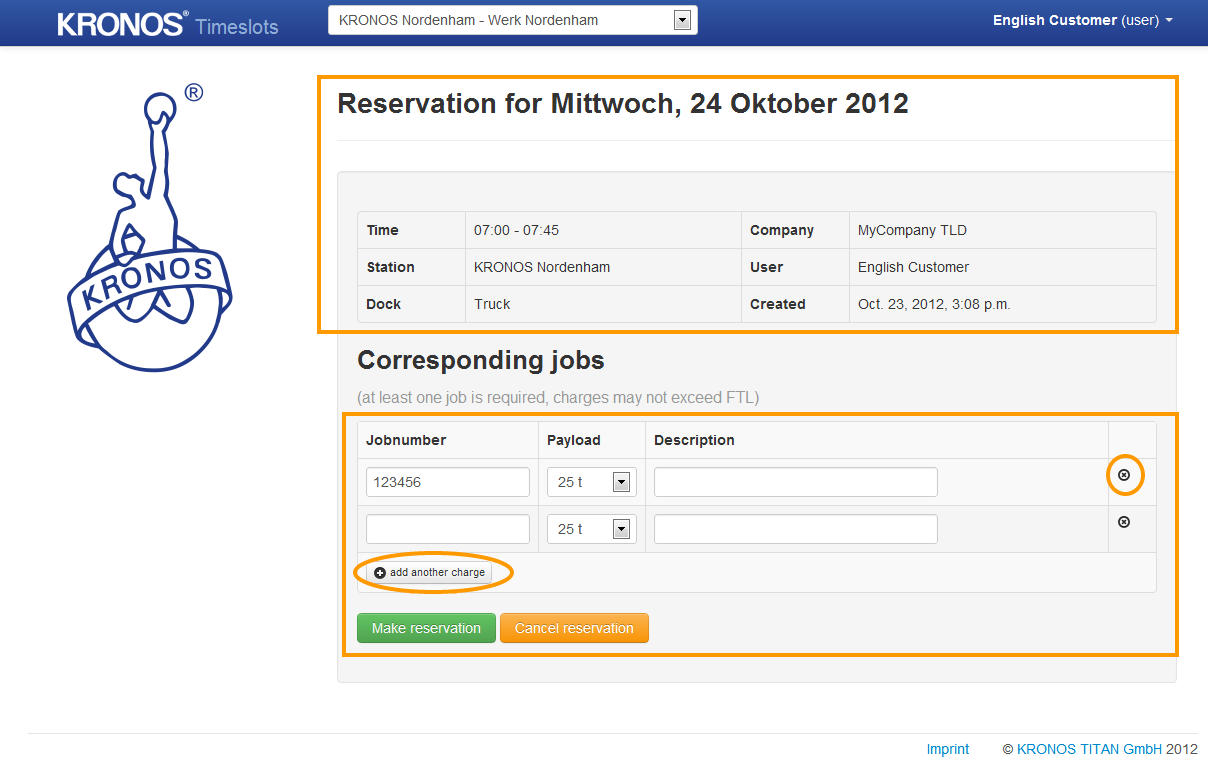 KRONOS® Timeslots
KRONOS Nordenham - Werk Nordenham
English Customer (user)
®
KRONOS
Reservation for Mittwoch, 24 Oktober 2012
Time 07:00 - 07:45 Company MyCompany TLD
Station KRONOS Nordenham User English Customer
Dock Truck Created Oct. 23, 2012, 3:08 p.m.
Corresponding jobs
(at least one job is required, charges may not exceed FTL)
Jobnumber Payload Description
123456 25 t
25 t
add another charge
Make reservation Cancel reservation
Imprint © KRONOS TITAN GmbH 2012